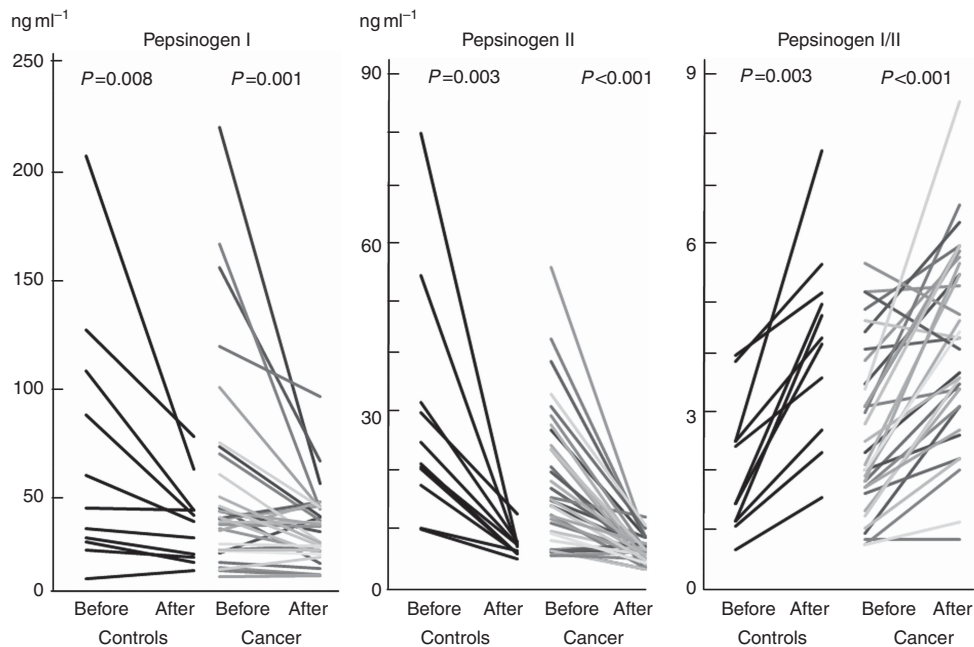 ng ml⁻¹
ng ml⁻¹
Pepsinogen I
Pepsinogen II
Pepsinogen I/II
250
200
150
100
50
0
P=0.008
P=0.001
Before After Before After
Controls Cancer
90
60
30
0
P=0.003
P<0.001
Before After Before After
Controls Cancer
9
6
3
0
P=0.003
P<0.001
Before After Before After
Controls Cancer